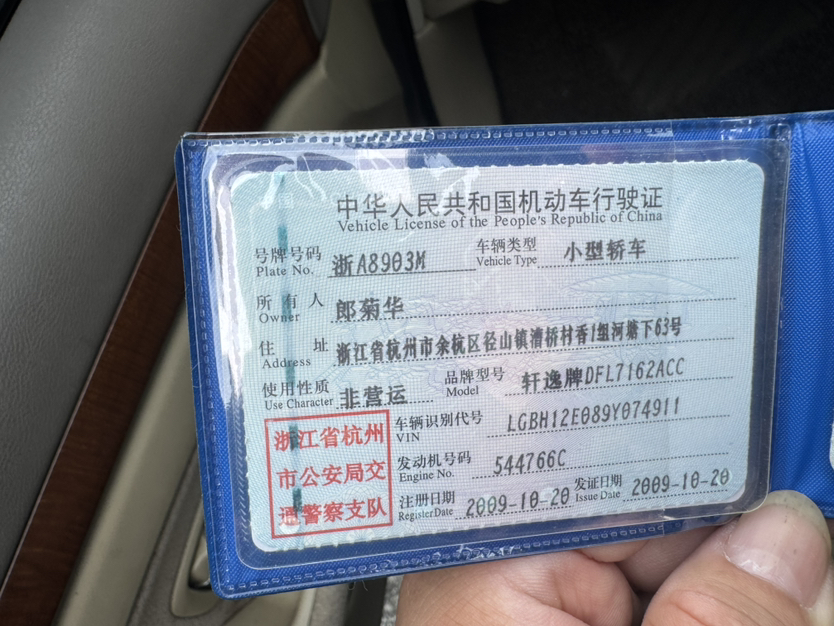 中华人民共和国机动车行驶证
Vehicle License of the People's Republic of China
号牌号码 浙A8903M 车辆类型 小型轿车
Plate No. Vehicle Type
所有人 郎菊华
Owner
住址 浙江省杭州市余杭区径山镇漕桥村香1组河塘下63号
Address
使用性质 非营运 品牌型号 轩逸牌DFL7162ACC
Use Character Model
车辆识别代号 LGBH12E089Y074911
VIN
发动机号码 544766C
Engine No.
注册日期 2009-10-20 发证日期 2009-10-20
Register Date Issue Date
浙江省杭州
市公安局交
通警察支队